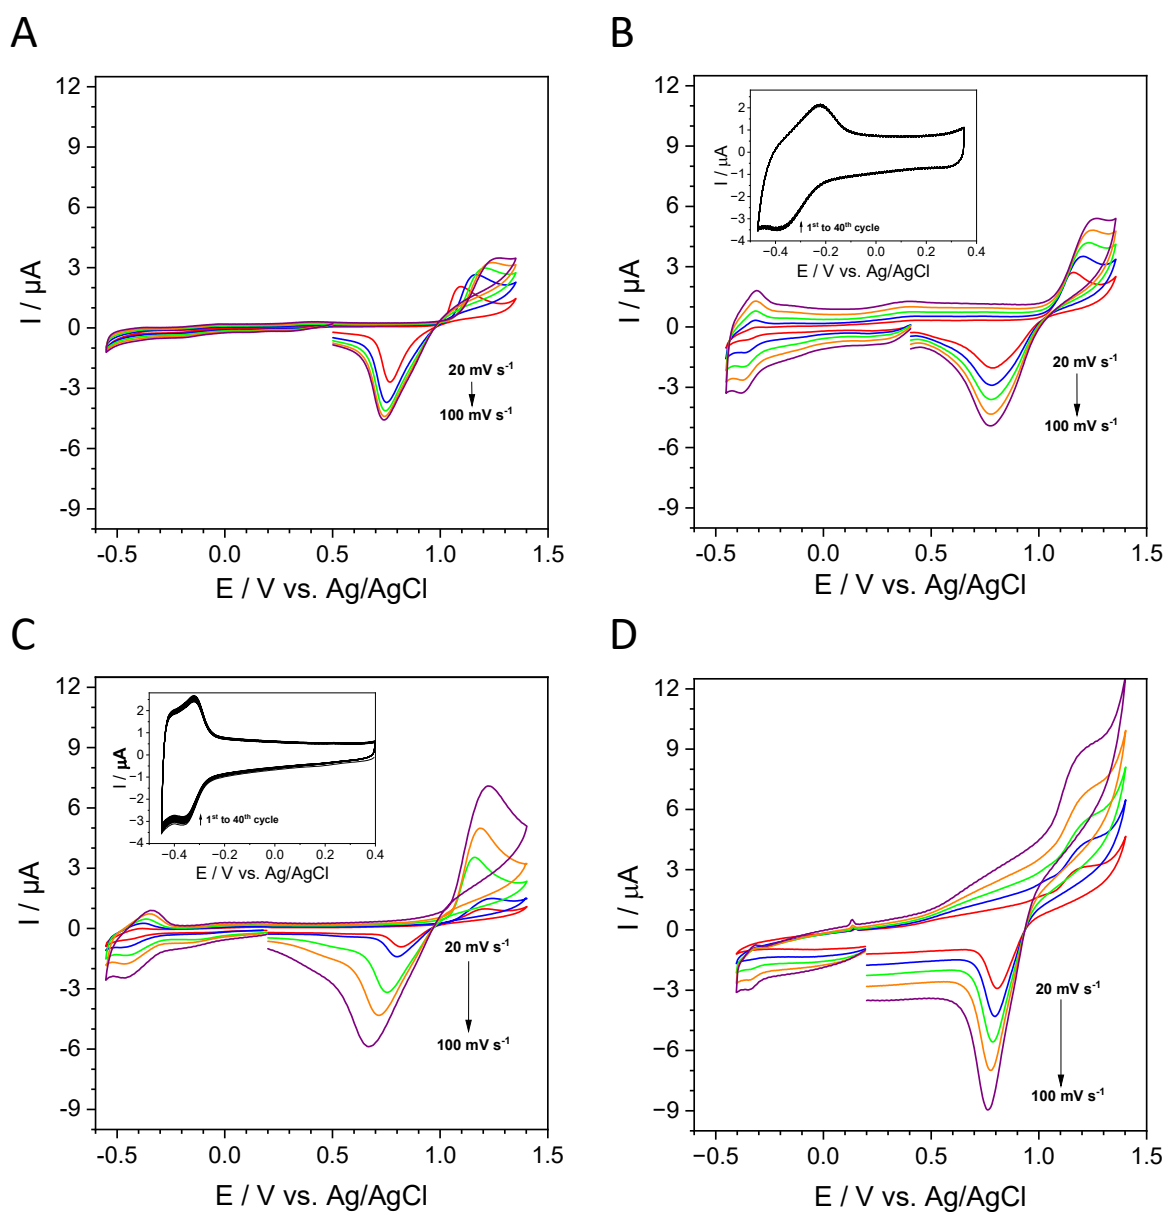 A
12
9
6
3
0
-3
-6
-9
I / µA
20 mV s⁻¹
100 mV s⁻¹
-0.5 0.0 0.5 1.0 1.5
E / V vs. Ag/AgCl
B
12
9
6
3
0
-3
-6
-9
I / µA
2
1
0
−1
−2
−3
−4
I / µA
1ˢᵗ to 40ᵗʰ cycle
−0.4 −0.2 0.0 0.2 0.4
E / V vs. Ag/AgCl
20 mV s⁻¹
100 mV s⁻¹
-0.5 0.0 0.5 1.0 1.5
E / V vs. Ag/AgCl
C
12
9
6
3
0
-3
-6
-9
I / µA
2
1
0
−1
−2
−3
−4
I / µA
1ˢᵗ to 40ᵗʰ cycle
−0.4 −0.2 0.0 0.2 0.4
E / V vs. Ag/AgCl
20 mV s⁻¹
100 mV s⁻¹
-0.5 0.0 0.5 1.0 1.5
E / V vs. Ag/AgCl
D
12
9
6
3
0
−3
−6
−9
I / µA
20 mV s⁻¹
100 mV s⁻¹
−0.5 0.0 0.5 1.0 1.5
E / V vs. Ag/AgCl